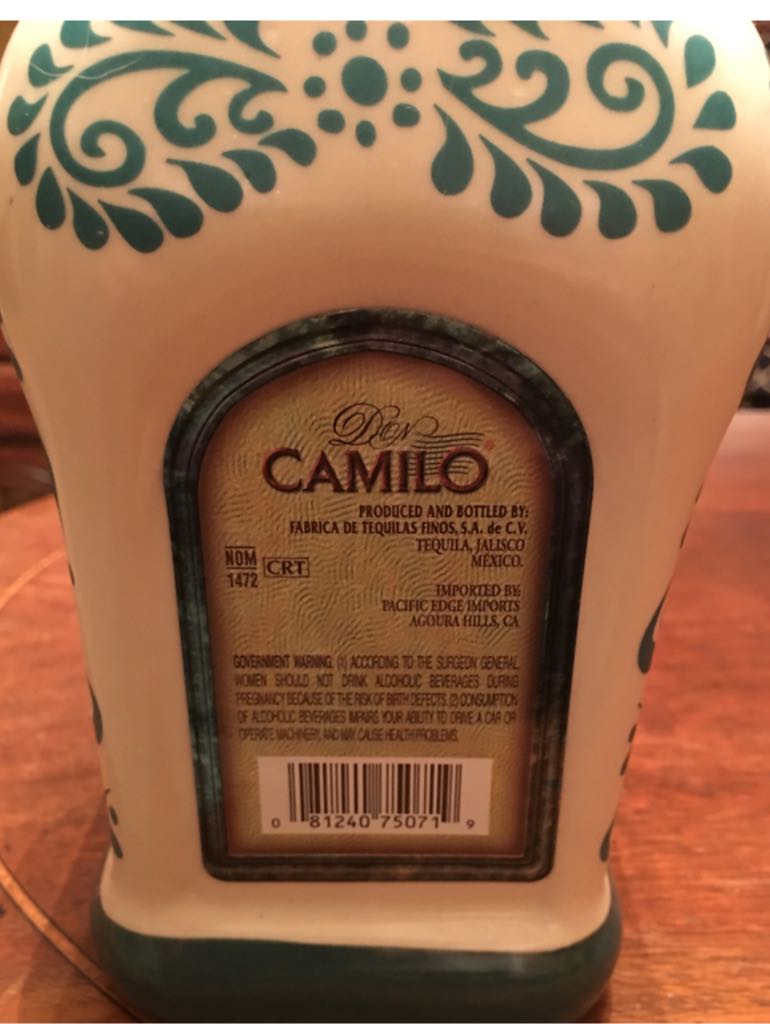 Don
CAMILO®
PRODUCED AND BOTTLED BY:
FABRICA DE TEQUILAS FINOS, S.A. de C.V.
TEQUILA, JALISCO
MÉXICO.
NOM
1472
CRT
IMPORTED BY:
PACIFIC EDGE IMPORTS
AGOURA HILLS, CA
GOVERNMENT WARNING. (1) ACCORDING TO THE SURGEON GENERAL
WOMEN SHOULD NOT DRINK ALCOHOLIC BEVERAGES DURING
PREGNANCY BECAUSE OF THE RISK OF BIRTH DEFECTS. (2) CONSUMPTION
OF ALCOHOLIC BEVERAGES IMPAIRS YOUR ABILITY TO DRIVE A CAR OR
OPERATE MACHINERY, AND MAY CAUSE HEALTH PROBLEMS.
0 81240 75071 9